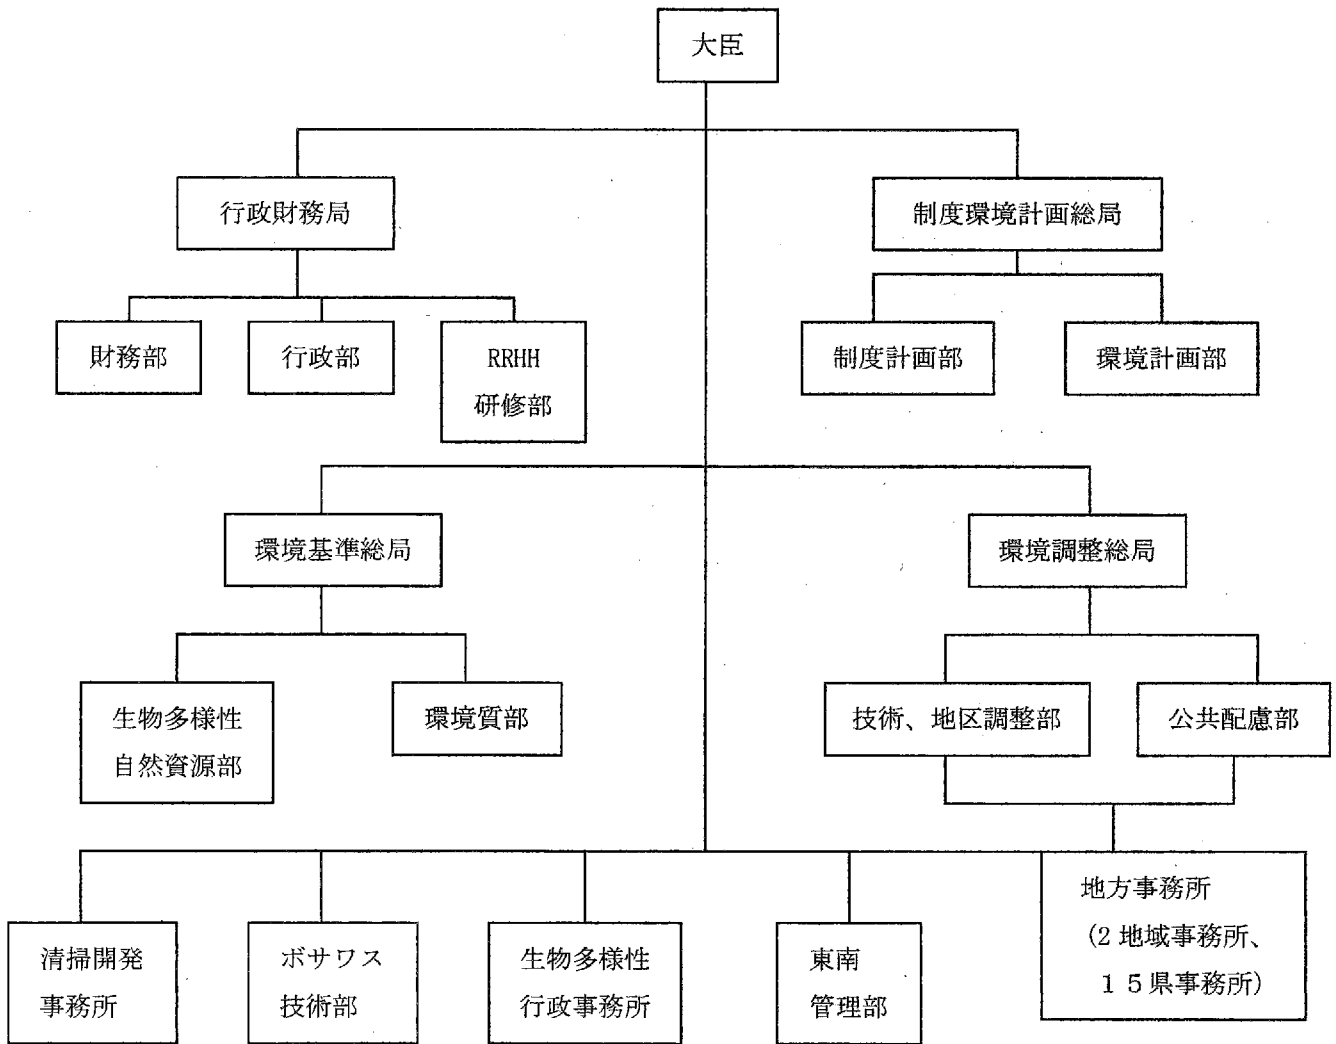 大臣
行政財務局
制度環境計画総局
財務部
行政部
RRHH
研修部
制度計画部
環境計画部
環境基準総局
環境調整総局
生物多様性
自然資源部
環境質部
技術、地区調整部
公共配慮部
清掃開発
事務所
ボサワス
技術部
生物多様性
行政事務所
東南
管理部
地方事務所
(2地域事務所、
15県事務所)